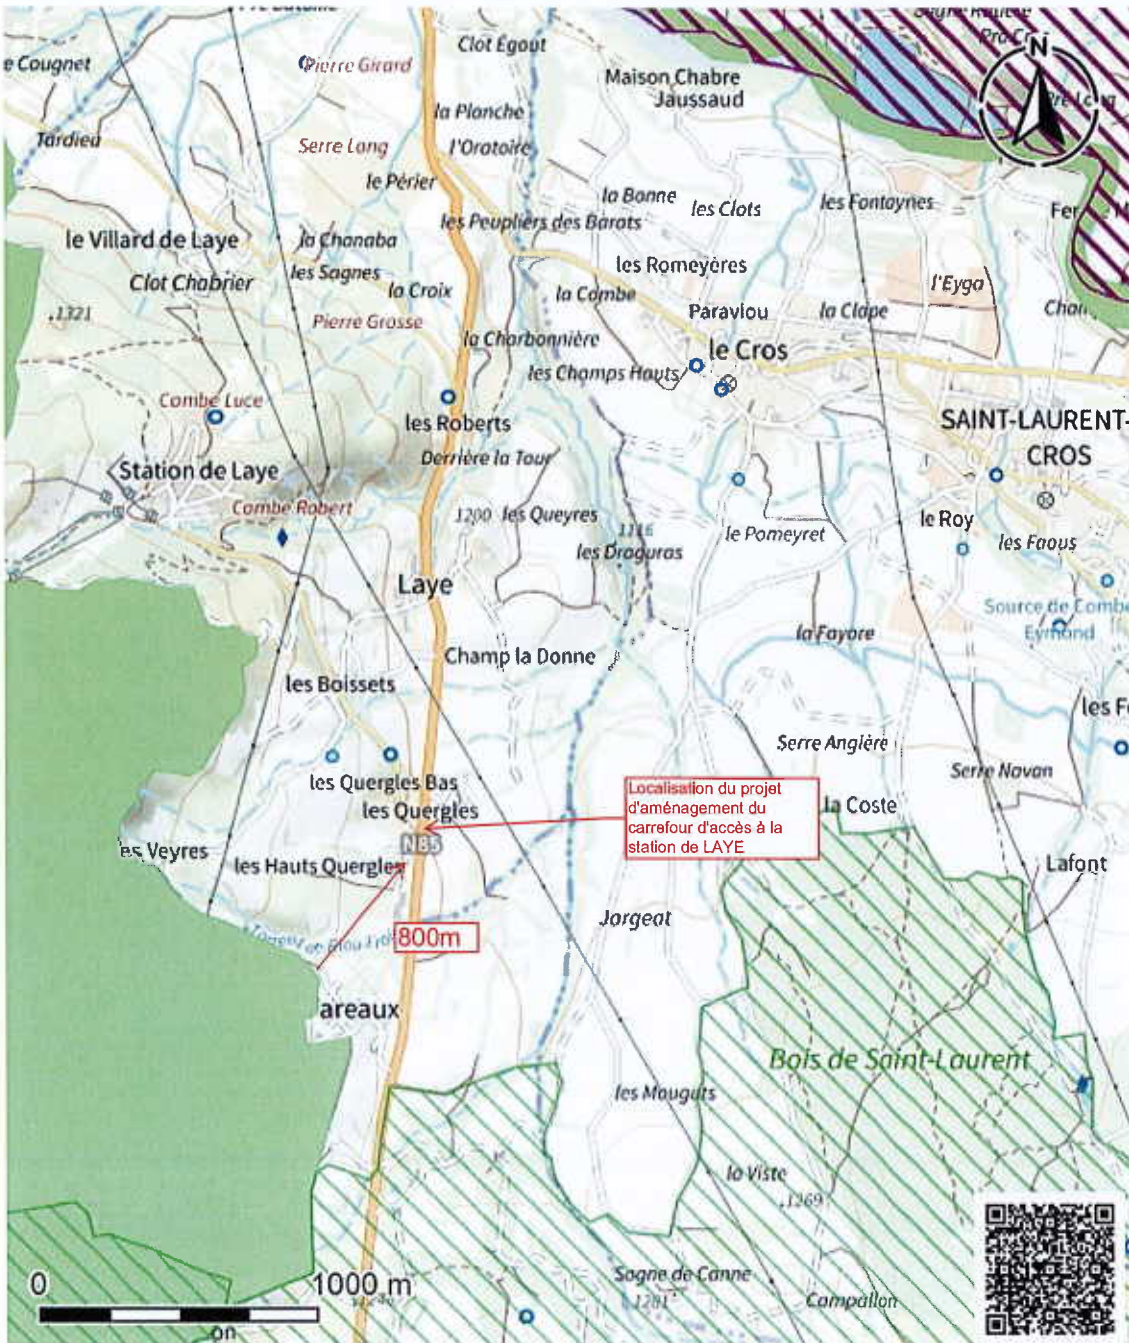 Clot Égout
Pierre Girard
Maison Chabre
Jaussaud
N
la Planche
Tardieu
Serre Long
l'Oratoire
le Périer
la Bonne
les Clots
les Fontaynes
les Peupliers des Barats
le Villard de Laye
la Chanaba
les Sagnes
Clot Chabrier
les Romeyères
la Croix
la Combe
l'Eyga
1321
Pierre Grosse
Paraviou
la Clape
la Charbonnière
le Cros
les Champs Hauts
Combe Luce
les Roberts
SAINT-LAURENT-
CROS
Derrière la Tour
Station de Laye
Combe Robert
1200
les Queyres
1116
les Draguras
le Pomeyret
le Roy
les Faous
Laye
Source de Combe
Eymond
la Fayore
Champ la Donne
les Boissets
Serre Angière
Serre Navan
les Quergles Bas
les Quergles
Localisation du projet
d'aménagement du
carrefour d'accès à la
station de LAYE
la Coste
N85
es Veyres
les Hauts Quergles
Lafont
Jargeat
800m
areaux
Bois de Saint-Laurent
les Mouguts
la Viste
1269
0
1000 m
Sagne de Canne
1281
Campallon